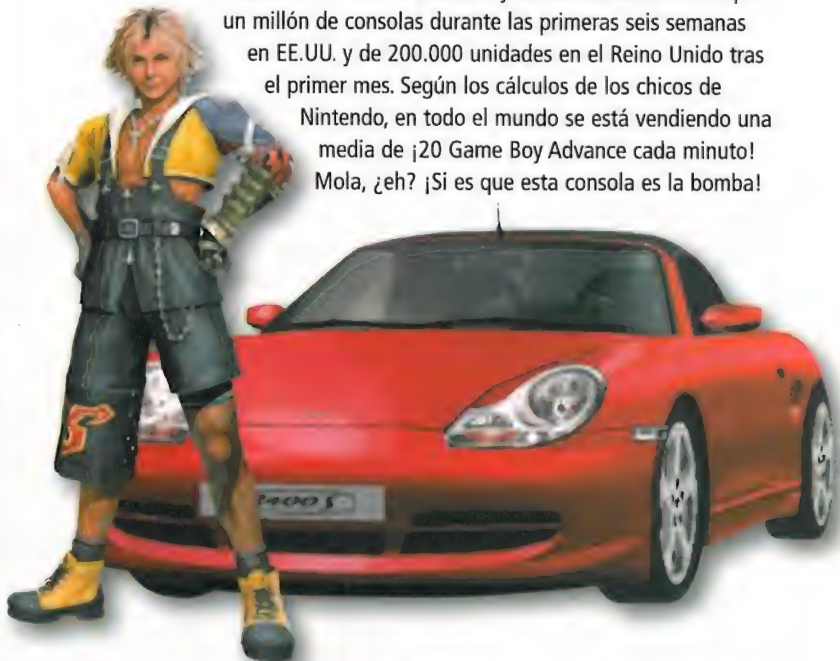 un millón de consolas durante las primeras seis semanas
en EE.UU. y de 200.000 unidades en el Reino Unido tras
el primer mes. Según los cálculos de los chicos de
Nintendo, en todo el mundo se está vendiendo una
media de ¡20 Game Boy Advance cada minuto!
Mola, ¿eh? ¡Si es que esta consola es la bomba!